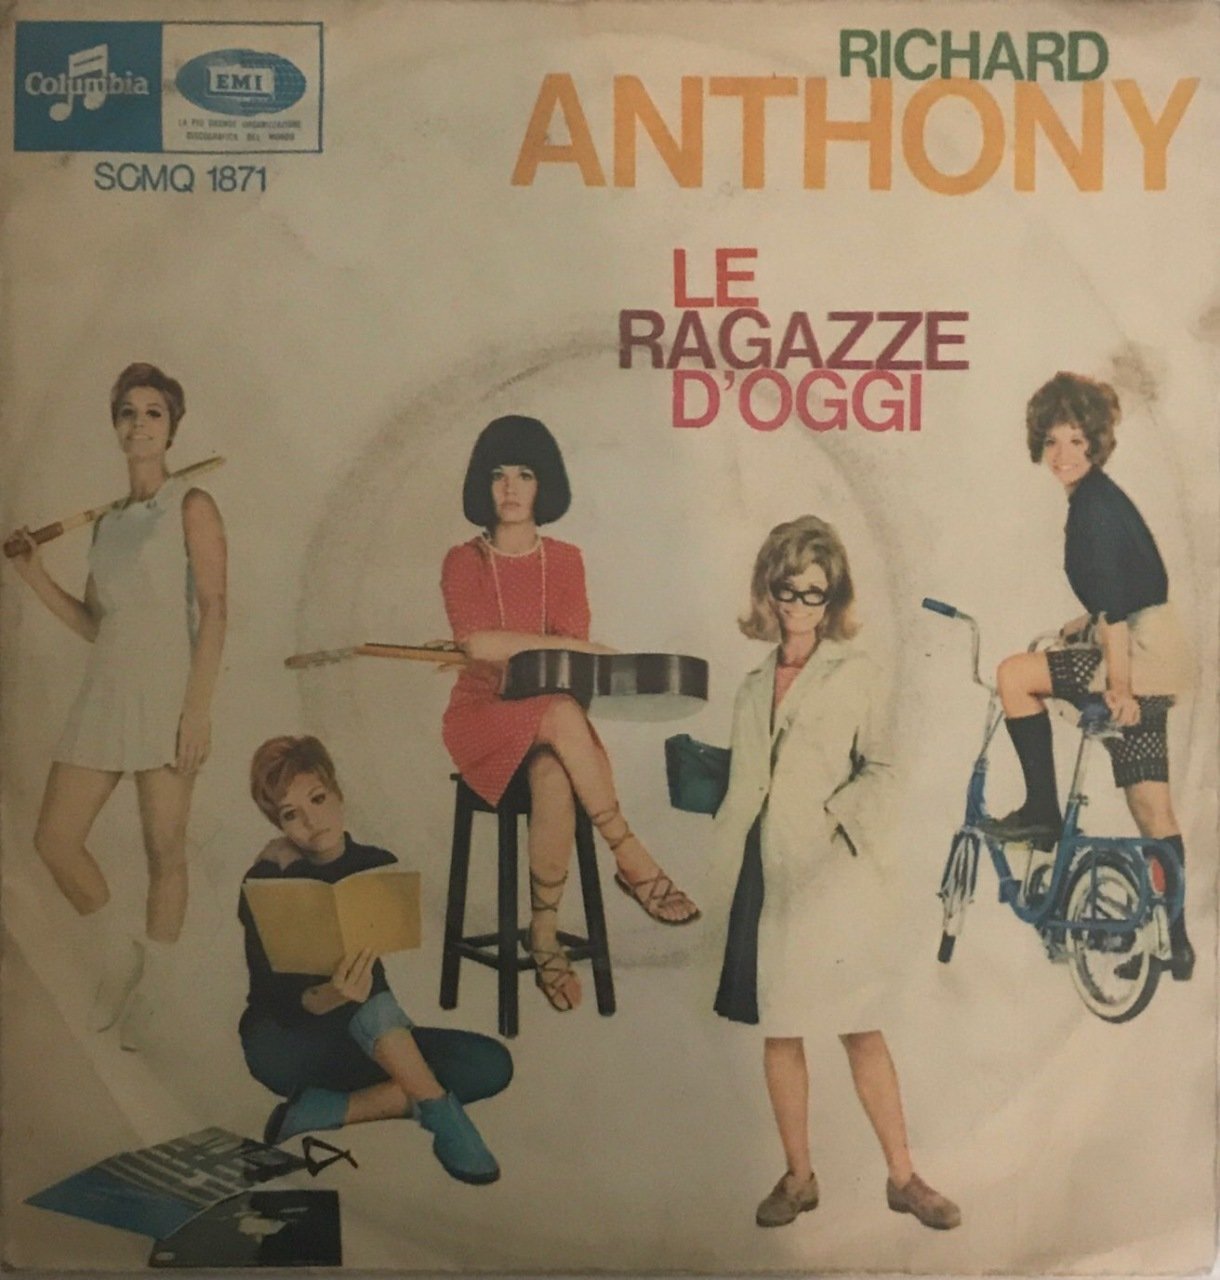 Columbia
EMI
LA PIÙ GRANDE ORGANIZZAZIONE
DISCOGRAFICA DEL MONDO
SCMQ 1871
RICHARD
ANTHONY
LE
RAGAZZE
D'OGGI